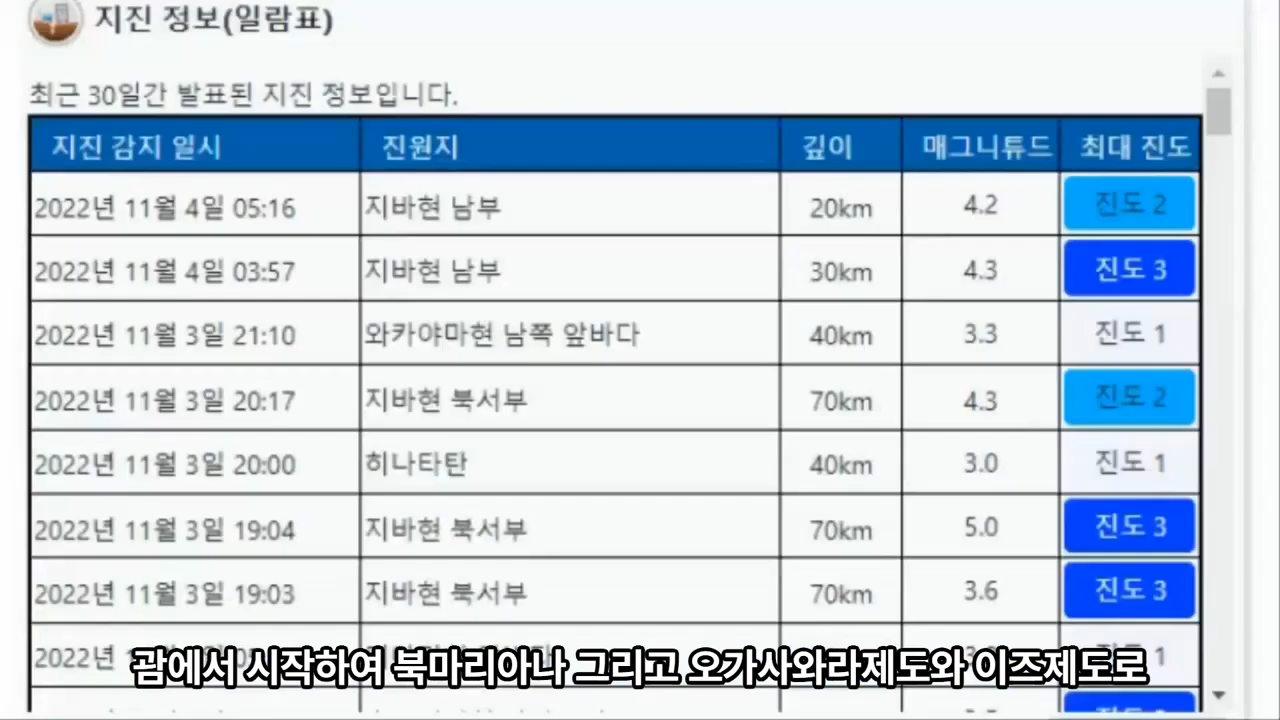 지진 정보(일람표)
최근 30일간 발표된 지진 정보입니다.
지진 감지 일시 진원지 깊이 매그니튜드 최대 진도
2022년 11월 4일 05:16 지바현 남부 20km 4.2 진도 2
2022년 11월 4일 03:57 지바현 남부 30km 4.3 진도 3
2022년 11월 3일 21:10 와카야마현 남쪽 앞바다 40km 3.3 진도 1
2022년 11월 3일 20:17 지바현 북서부 70km 4.3 진도 2
2022년 11월 3일 20:00 히나타탄 40km 3.0 진도 1
2022년 11월 3일 19:04 지바현 북서부 70km 5.0 진도 3
2022년 11월 3일 19:03 지바현 북서부 70km 3.6 진도 3
2022년 1
괌에서 시작하여 북마리아나 그리고 오가사와라제도와 이즈제도로